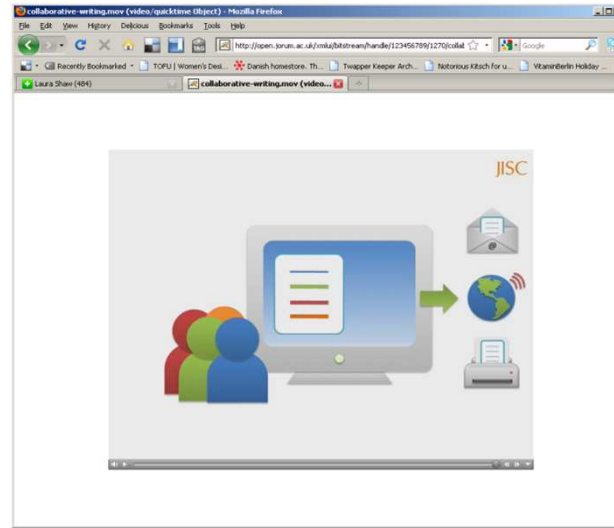 collaborative-writing.mov (video/quicktime Object) - Mozilla Firefox
File Edit View History Delicious Bookmarks Tools Help
http://open.jorum.ac.uk/xmlui/bitstream/handle/123456789/1270/collal Google
Recently Bookmarked TOFU | Women's Desi... Danish homestore. Th... Twapper Keeper Arch... Notorious Kitsch for u... VitaminBerlin Holiday ...
Laura Shaw (484) collaborative-writing.mov (video...
JISC
@